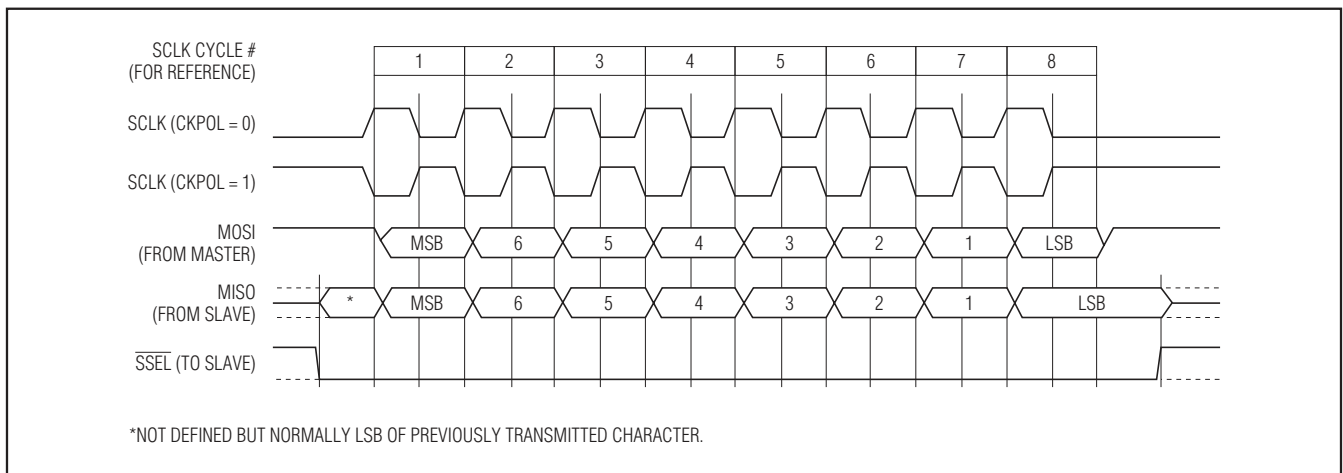 SCLK CYCLE #
(FOR REFERENCE)
1 2 3 4 5 6 7 8
SCLK (CKPOL = 0)
SCLK (CKPOL = 1)
MOSI
(FROM MASTER)
MSB 6 5 4 3 2 1 LSB
MISO
(FROM SLAVE)
* MSB 6 5 4 3 2 1 LSB
SSEL (TO SLAVE)
*NOT DEFINED BUT NORMALLY LSB OF PREVIOUSLY TRANSMITTED CHARACTER.